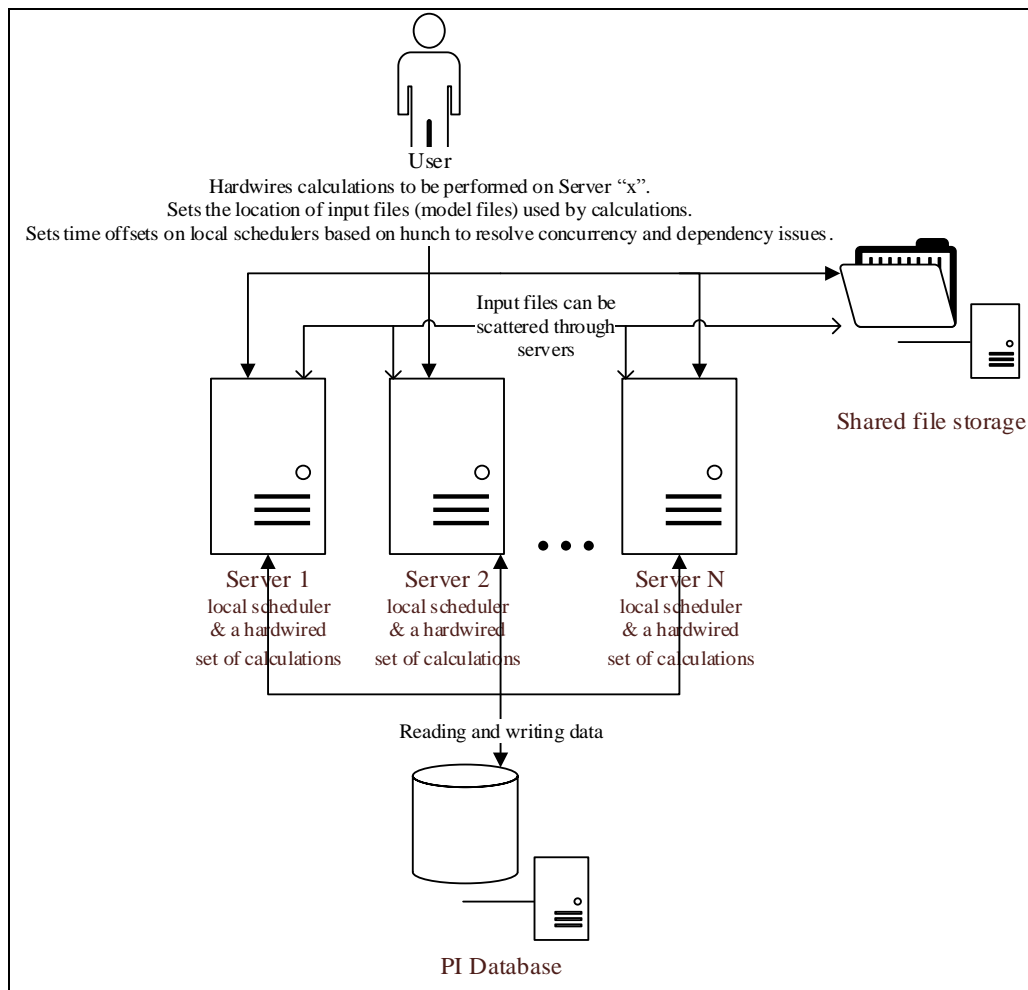 User
Hardwires calculations to be performed on Server “x”.
Sets the location of input files (model files) used by calculations.
Sets time offsets on local schedulers based on hunch to resolve concurrency and dependency issues.
Input files can be
scattered through
servers
Shared file storage
Server 1
local scheduler
& a hardwired
set of calculations
Server 2
local scheduler
& a hardwired
set of calculations
Server N
local scheduler
& a hardwired
set of calculations
Reading and writing data
PI Database